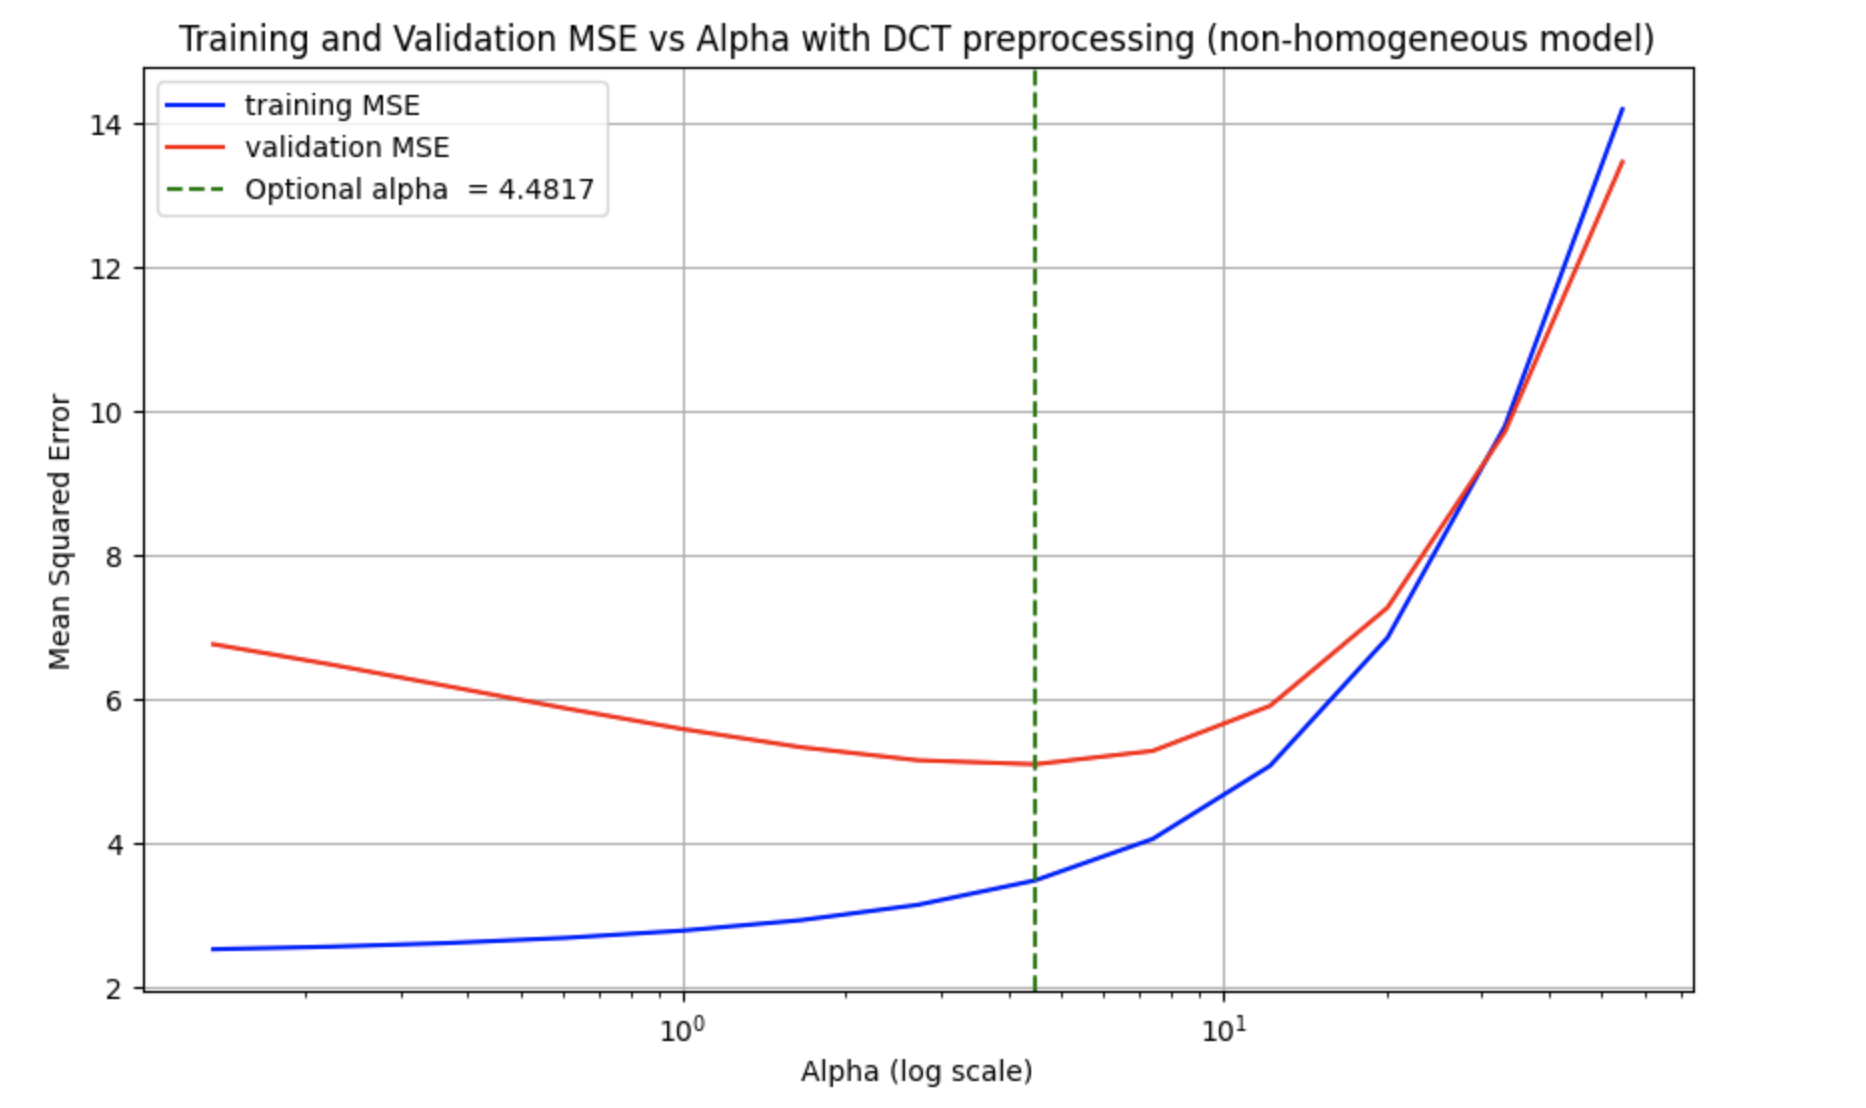 Training and Validation MSE vs Alpha with DCT preprocessing (non-homogeneous model)
training MSE
validation MSE
Optional alpha  = 4.4817
14
12
10
8
6
4
2
Mean Squared Error
10⁰
10¹
Alpha (log scale)